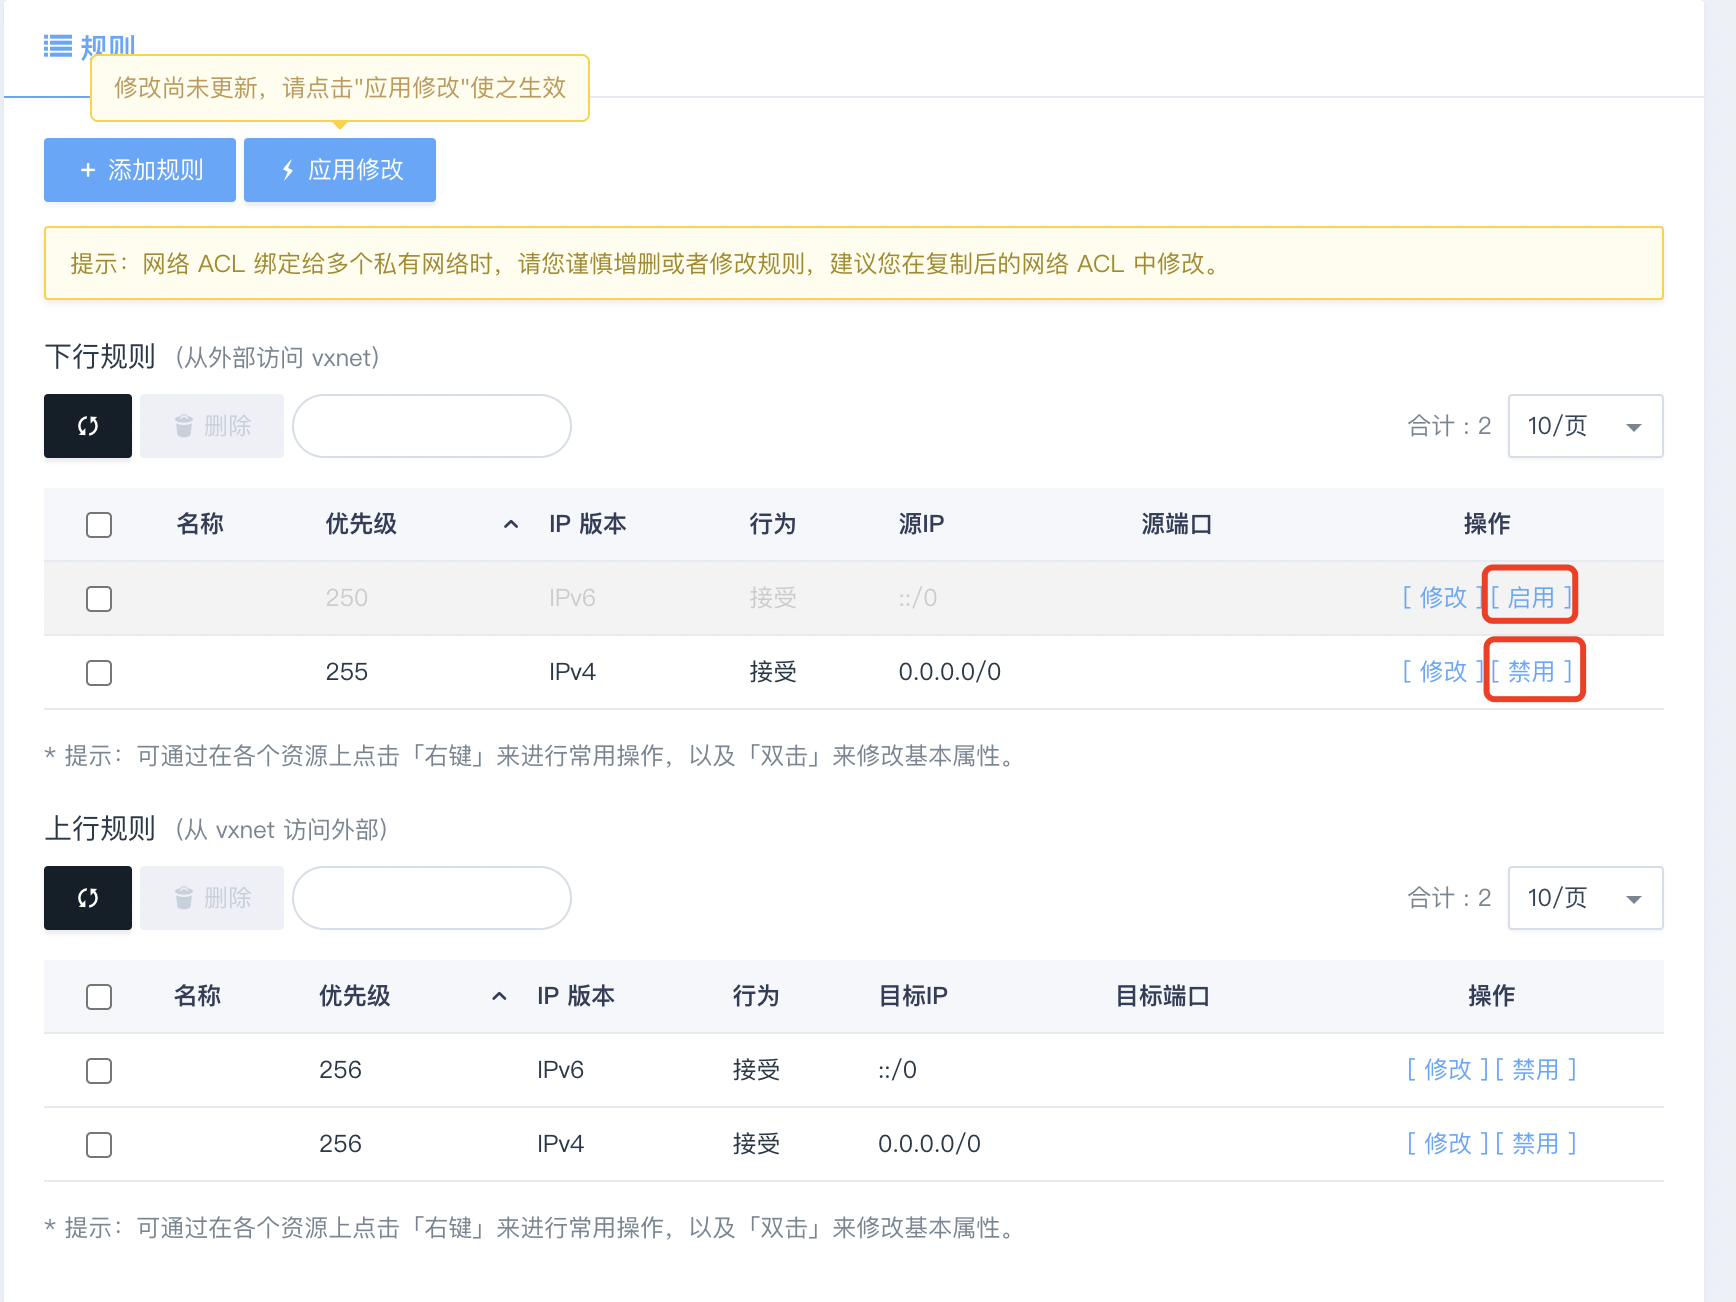 规则
修改尚未更新，请点击"应用修改"使之生效
+ 添加规则 应用修改
提示：网络 ACL 绑定给多个私有网络时，请您谨慎增删或者修改规则，建议您在复制后的网络 ACL 中修改。
下行规则 (从外部访问 vxnet)
删除 合计 : 2 10/页
名称 优先级 IP 版本 行为 源IP 源端口 操作
250 IPv6 接受 ::/0 [ 修改 ] [ 启用 ]
255 IPv4 接受 0.0.0.0/0 [ 修改 ] [ 禁用 ]
* 提示：可通过在各个资源上点击「右键」来进行常用操作，以及「双击」来修改基本属性。
上行规则 (从 vxnet 访问外部)
删除 合计 : 2 10/页
名称 优先级 IP 版本 行为 目标IP 目标端口 操作
256 IPv6 接受 ::/0 [ 修改 ] [ 禁用 ]
256 IPv4 接受 0.0.0.0/0 [ 修改 ] [ 禁用 ]
* 提示：可通过在各个资源上点击「右键」来进行常用操作，以及「双击」来修改基本属性。